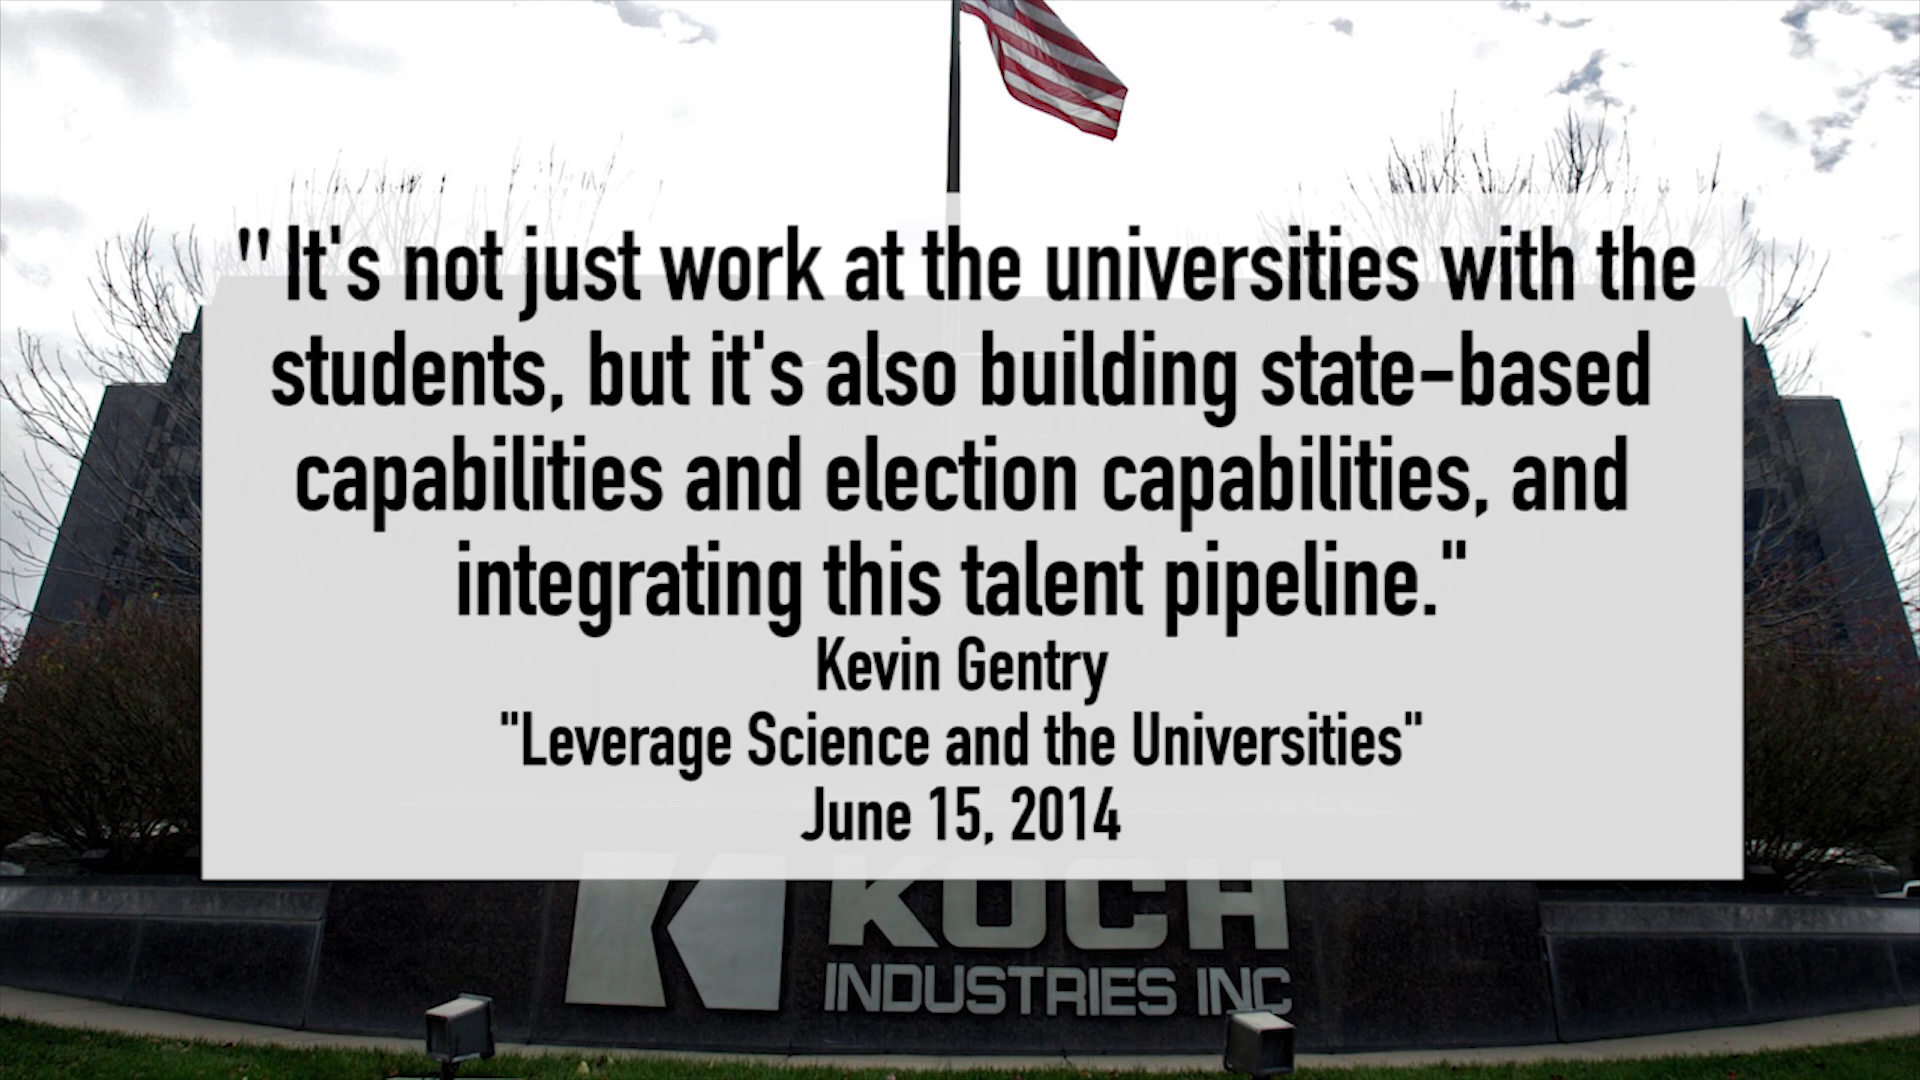 "It's not just work at the universities with the
students, but it's also building state-based
capabilities and election capabilities, and
integrating this talent pipeline."
Kevin Gentry
"Leverage Science and the Universities"
June 15, 2014
KOCH
INDUSTRIES INC